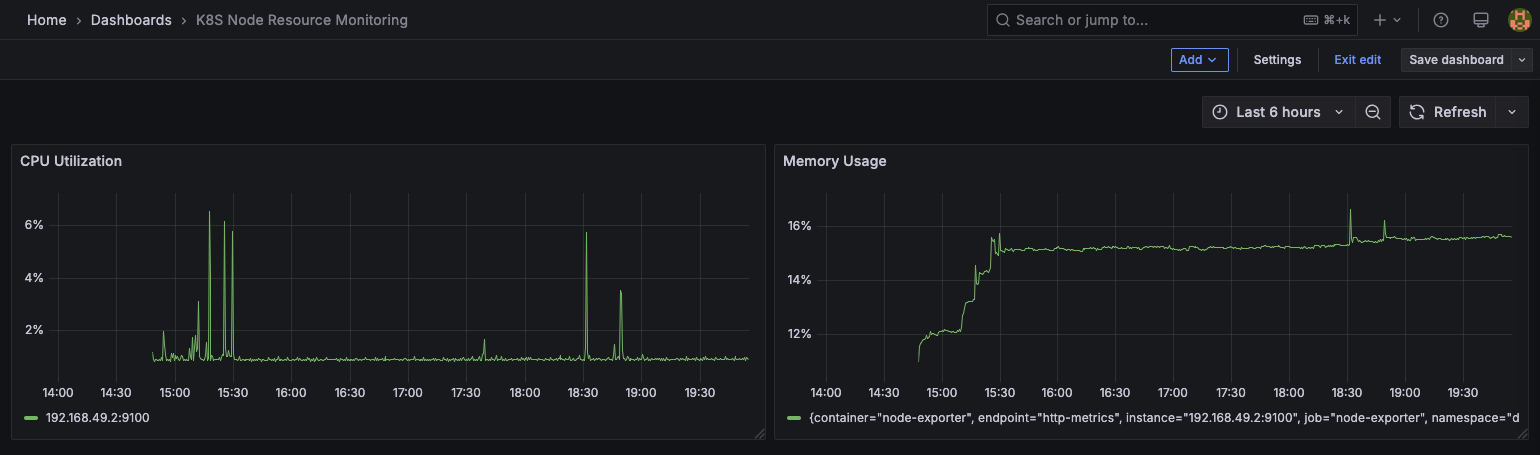 Home › Dashboards › K8S Node Resource Monitoring
Search or jump to... ⌘+k
Add
Settings
Exit edit
Save dashboard
Last 6 hours
Refresh
CPU Utilization
6%
4%
2%
14:00 14:30 15:00 15:30 16:00 16:30 17:00 17:30 18:00 18:30 19:00 19:30
192.168.49.2:9100
Memory Usage
16%
14%
12%
14:00 14:30 15:00 15:30 16:00 16:30 17:00 17:30 18:00 18:30 19:00 19:30
{container="node-exporter", endpoint="http-metrics", instance="192.168.49.2:9100", job="node-exporter", namespace="d